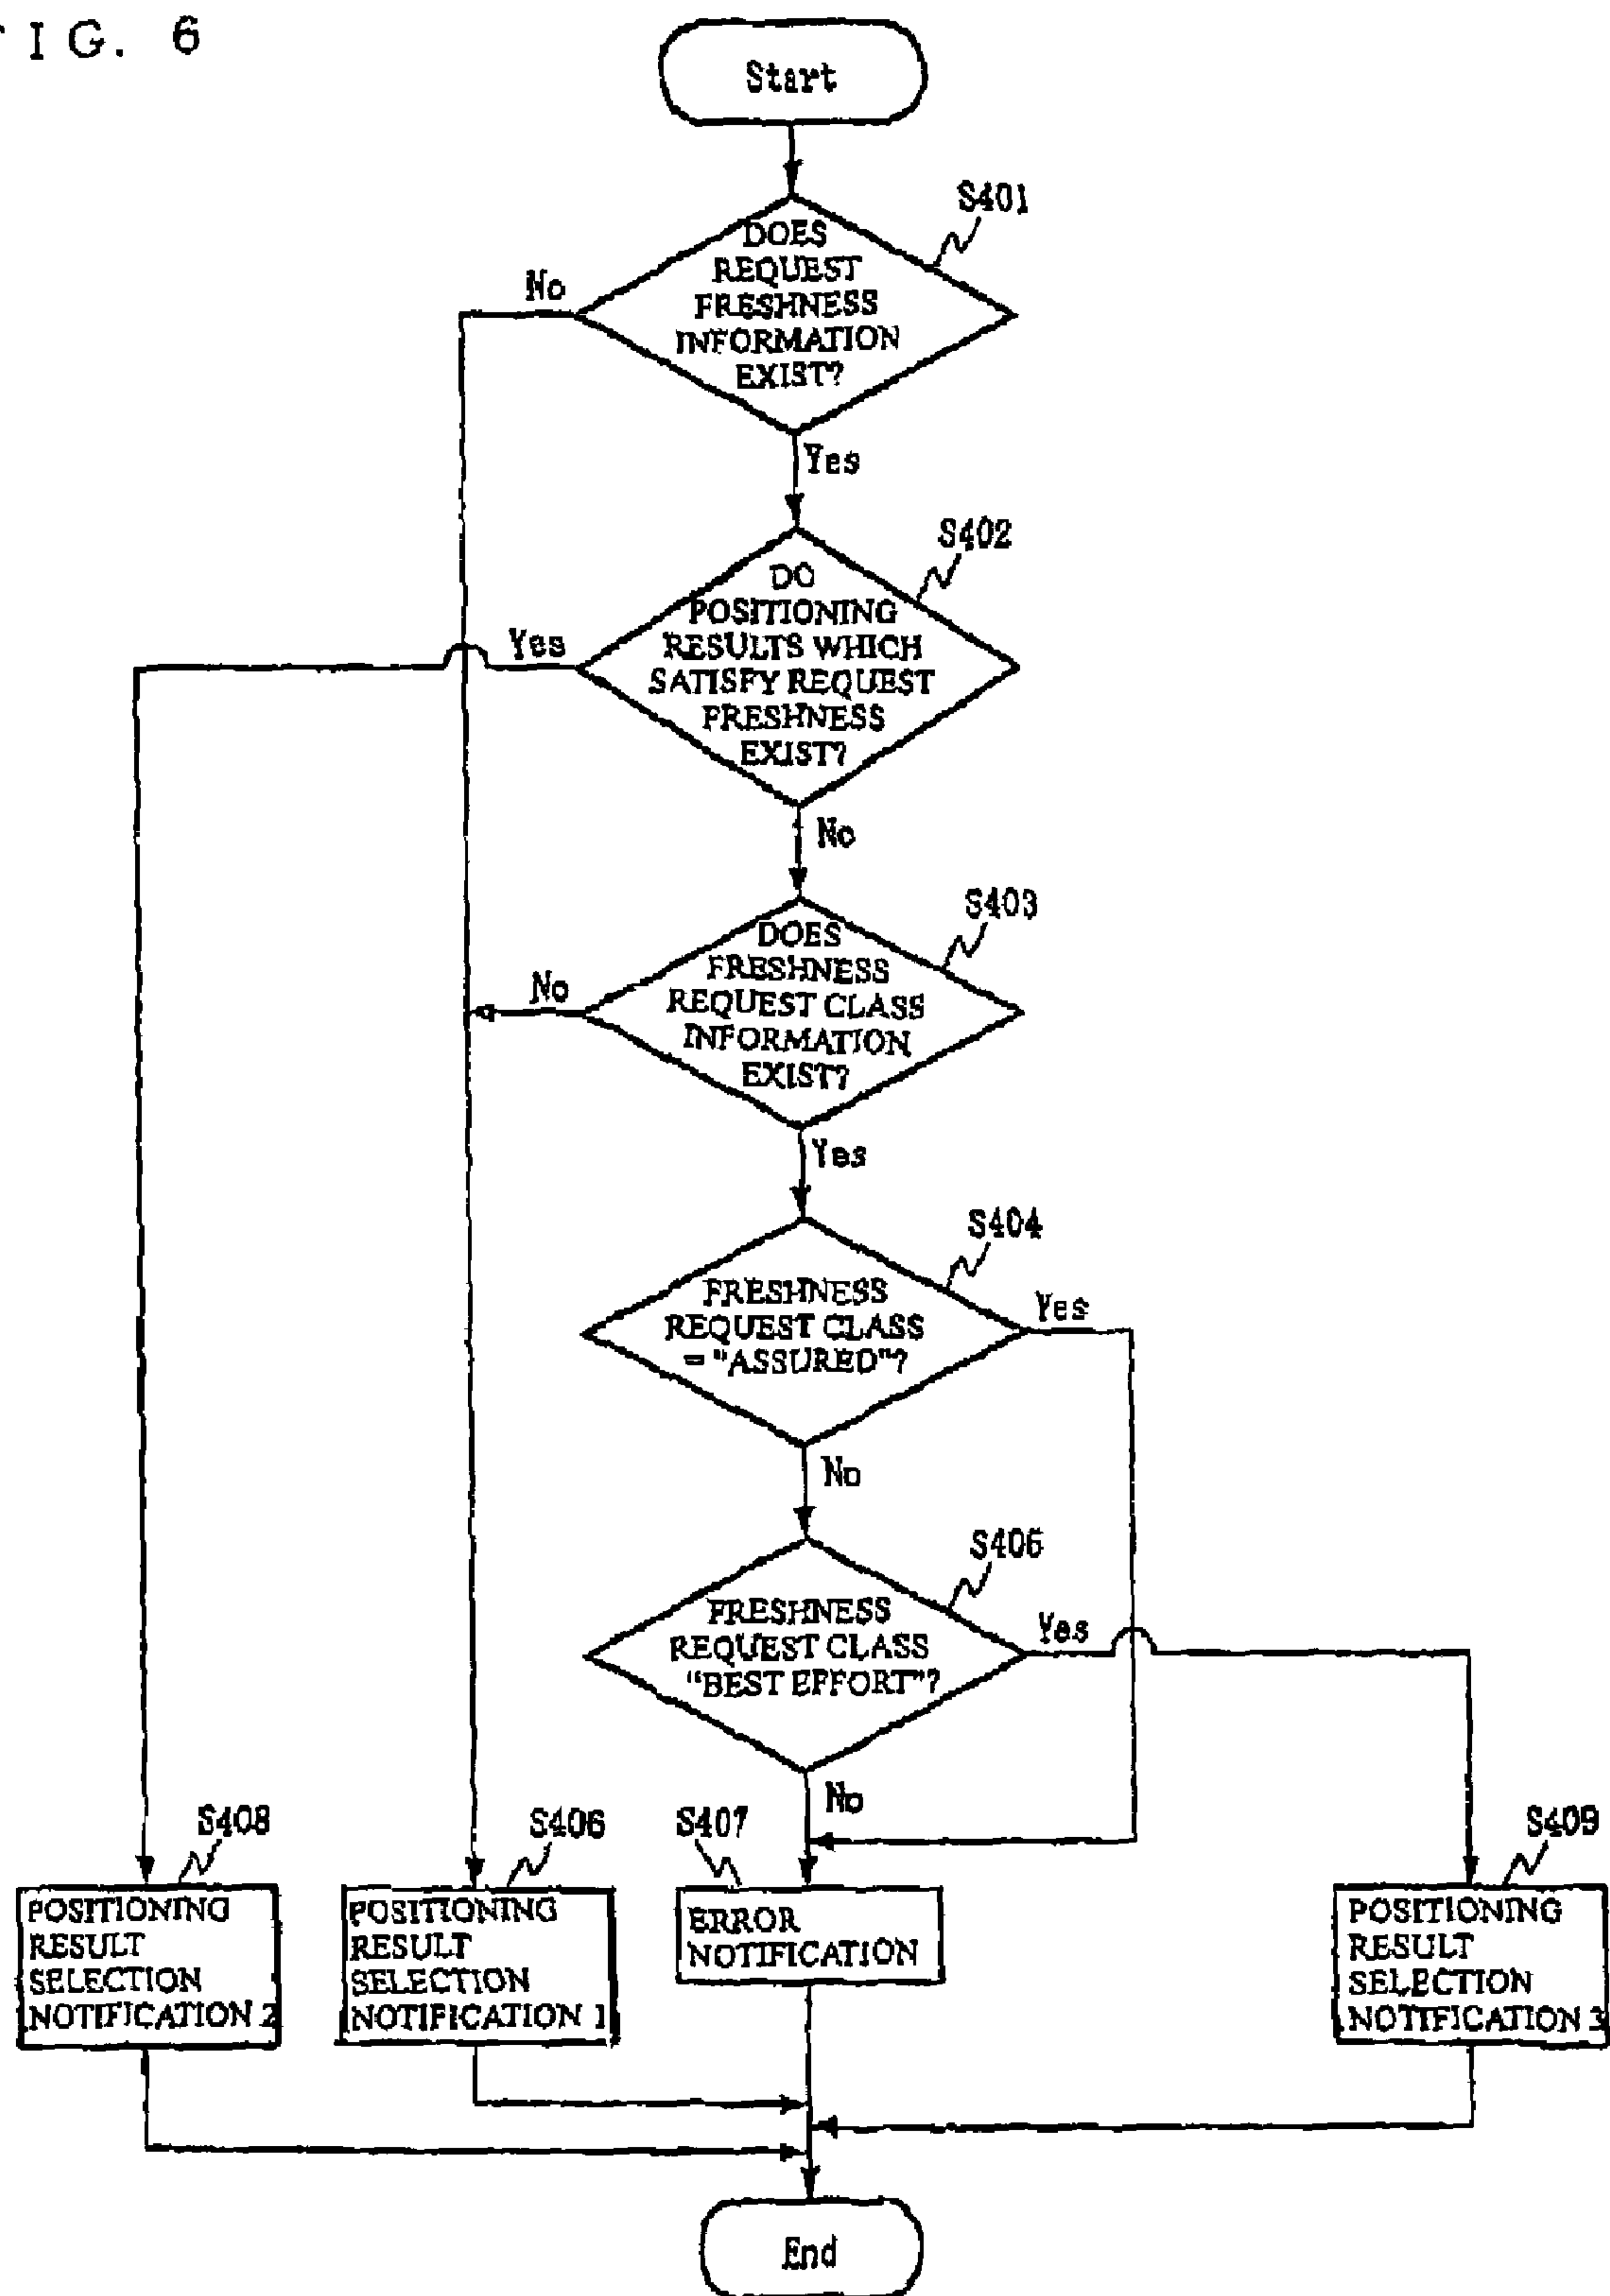 FIG. 6
Start
S401
DOES
REQUEST
FRESHNESS
INFORMATION
EXIST?
No
Yes
S402
DO
POSITIONING
RESULTS WHICH
SATISFY REQUEST
FRESHNESS
EXIST?
Yes
No
S403
DOES
FRESHNESS
REQUEST CLASS
INFORMATION
EXIST?
No
Yes
S404
FRESHNESS
REQUEST CLASS
= "ASSURED"?
Yes
No
S406
FRESHNESS
REQUEST CLASS
"BEST EFFORT"?
Yes
No
S408
POSITIONING
RESULT
SELECTION
NOTIFICATION 2
S406
POSITIONING
RESULT
SELECTION
NOTIFICATION 1
S407
ERROR
NOTIFICATION
S409
POSITIONING
RESULT
SELECTION
NOTIFICATION 3
End